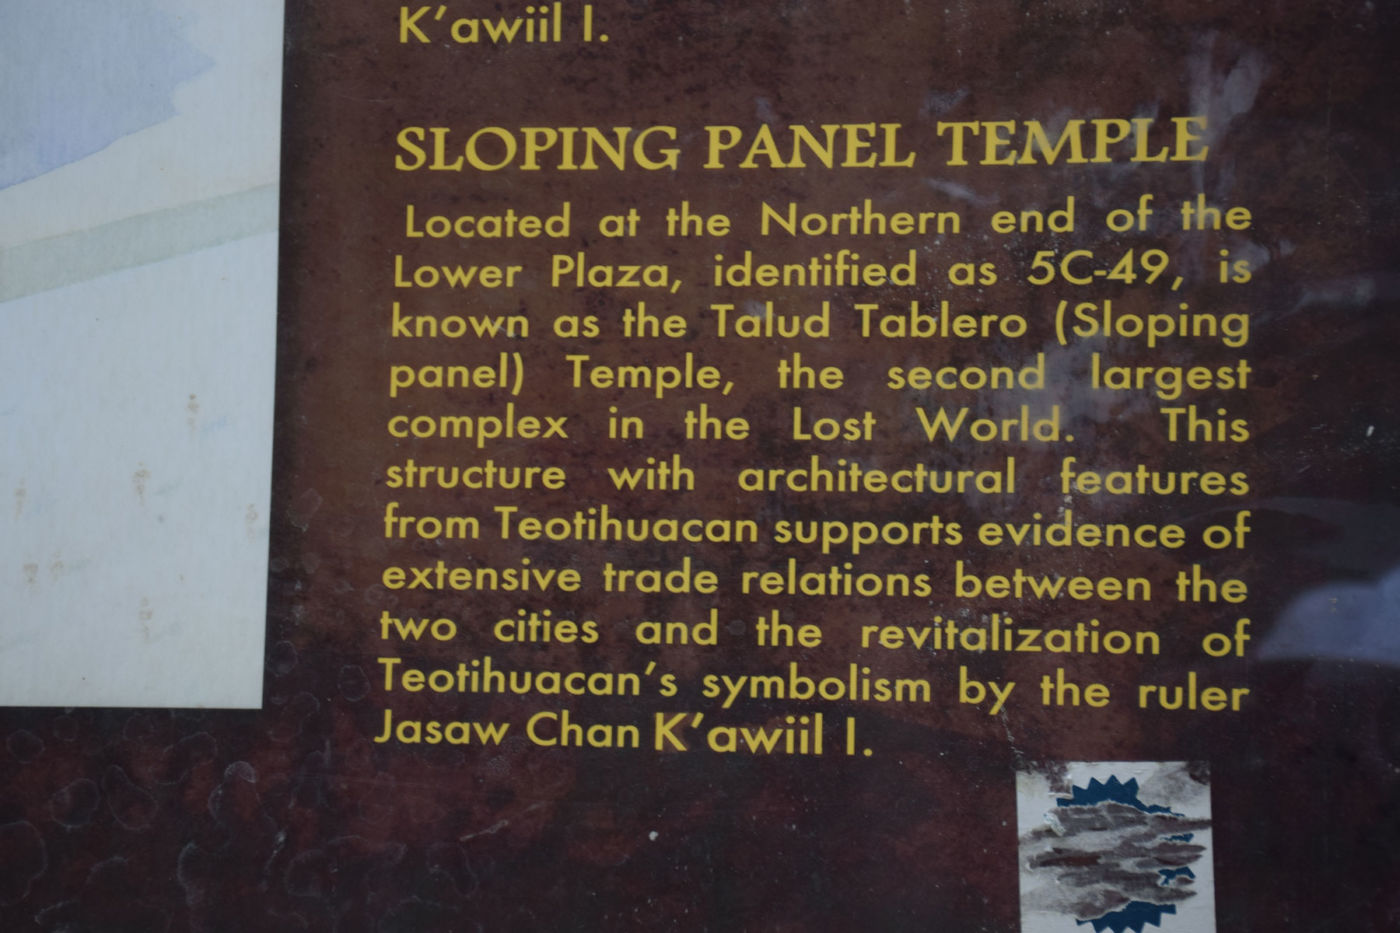 K'awiil I.
SLOPING PANEL TEMPLE
Located at the Northern end of the
Lower Plaza, identified as 5C-49, is
known as the Talud Tablero (Sloping
panel) Temple, the second largest
complex in the Lost World. This
structure with architectural features
from Teotihuacan supports evidence of
extensive trade relations between the
two cities and the revitalization of
Teotihuacan's symbolism by the ruler
Jasaw Chan K'awiil I.